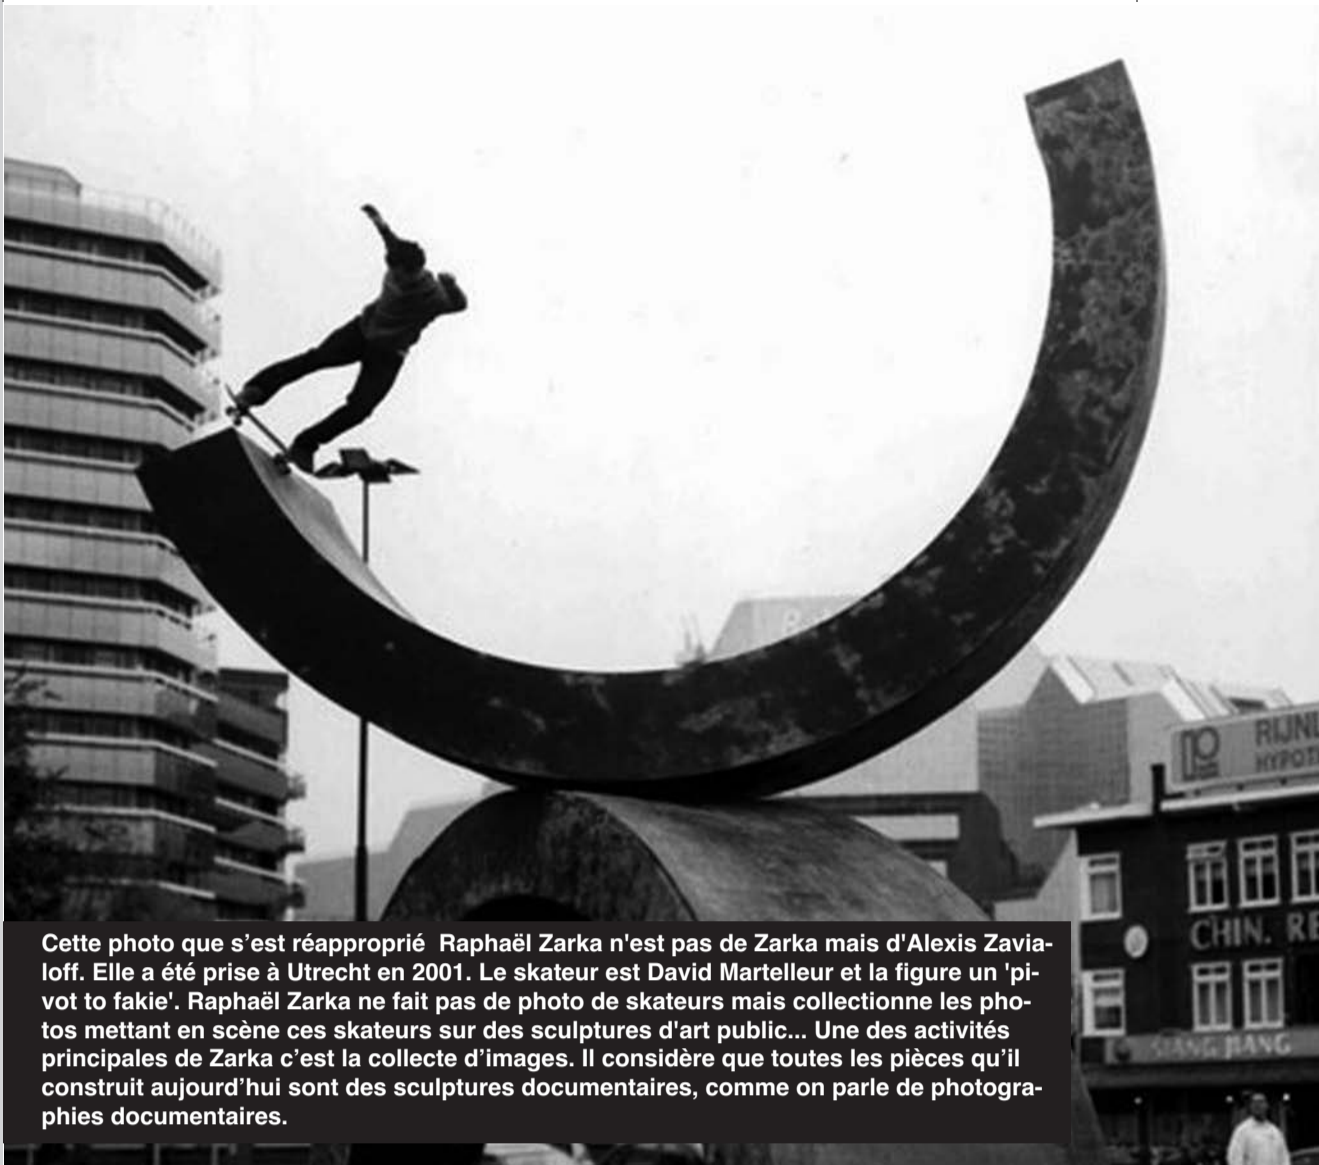 RIJNL
HYPOT
CHIN. RE
SIANG JIANG
Cette photo que s’est réapproprié  Raphaël Zarka n'est pas de Zarka mais d'Alexis Zavia-
loff. Elle a été prise à Utrecht en 2001. Le skateur est David Martelleur et la figure un 'pi-
vot to fakie'. Raphaël Zarka ne fait pas de photo de skateurs mais collectionne les pho-
tos mettant en scène ces skateurs sur des sculptures d'art public... Une des activités
principales de Zarka c’est la collecte d’images. Il considère que toutes les pièces qu’il
construit aujourd’hui sont des sculptures documentaires, comme on parle de photogra-
phies documentaires.